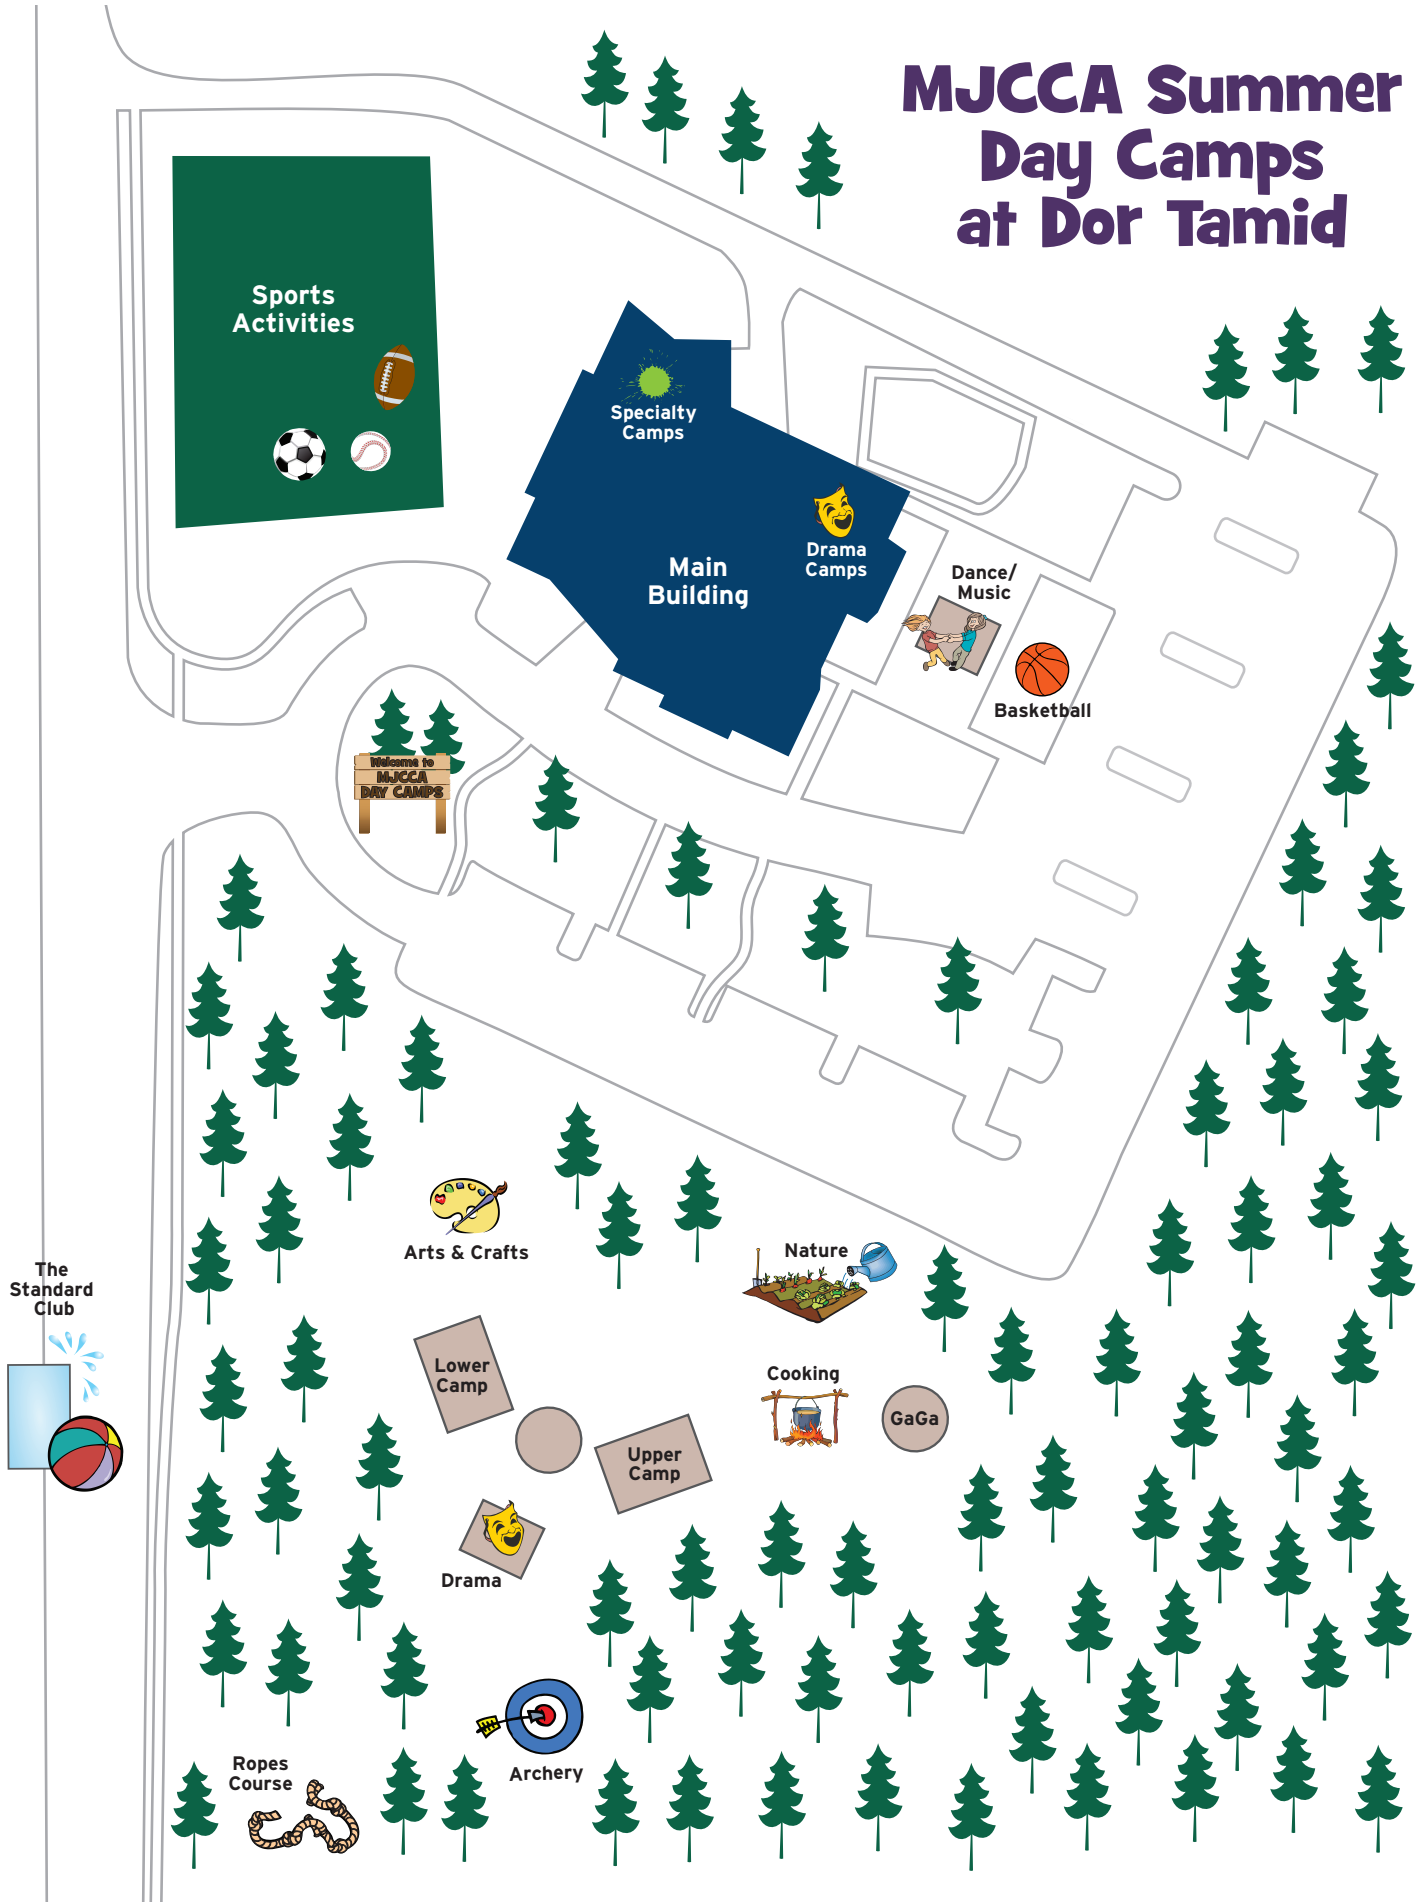 MJCCA Summer
Day Camps
at Dor Tamid
Sports
Activities
Specialty
Camps
Main
Building
Drama
Camps
Dance/
Music
Basketball
Welcome to
MJCCA
DAY CAMPS
Arts & Crafts
Nature
The
Standard
Club
Lower
Camp
Cooking
GaGa
Upper
Camp
Drama
Ropes
Course
Archery